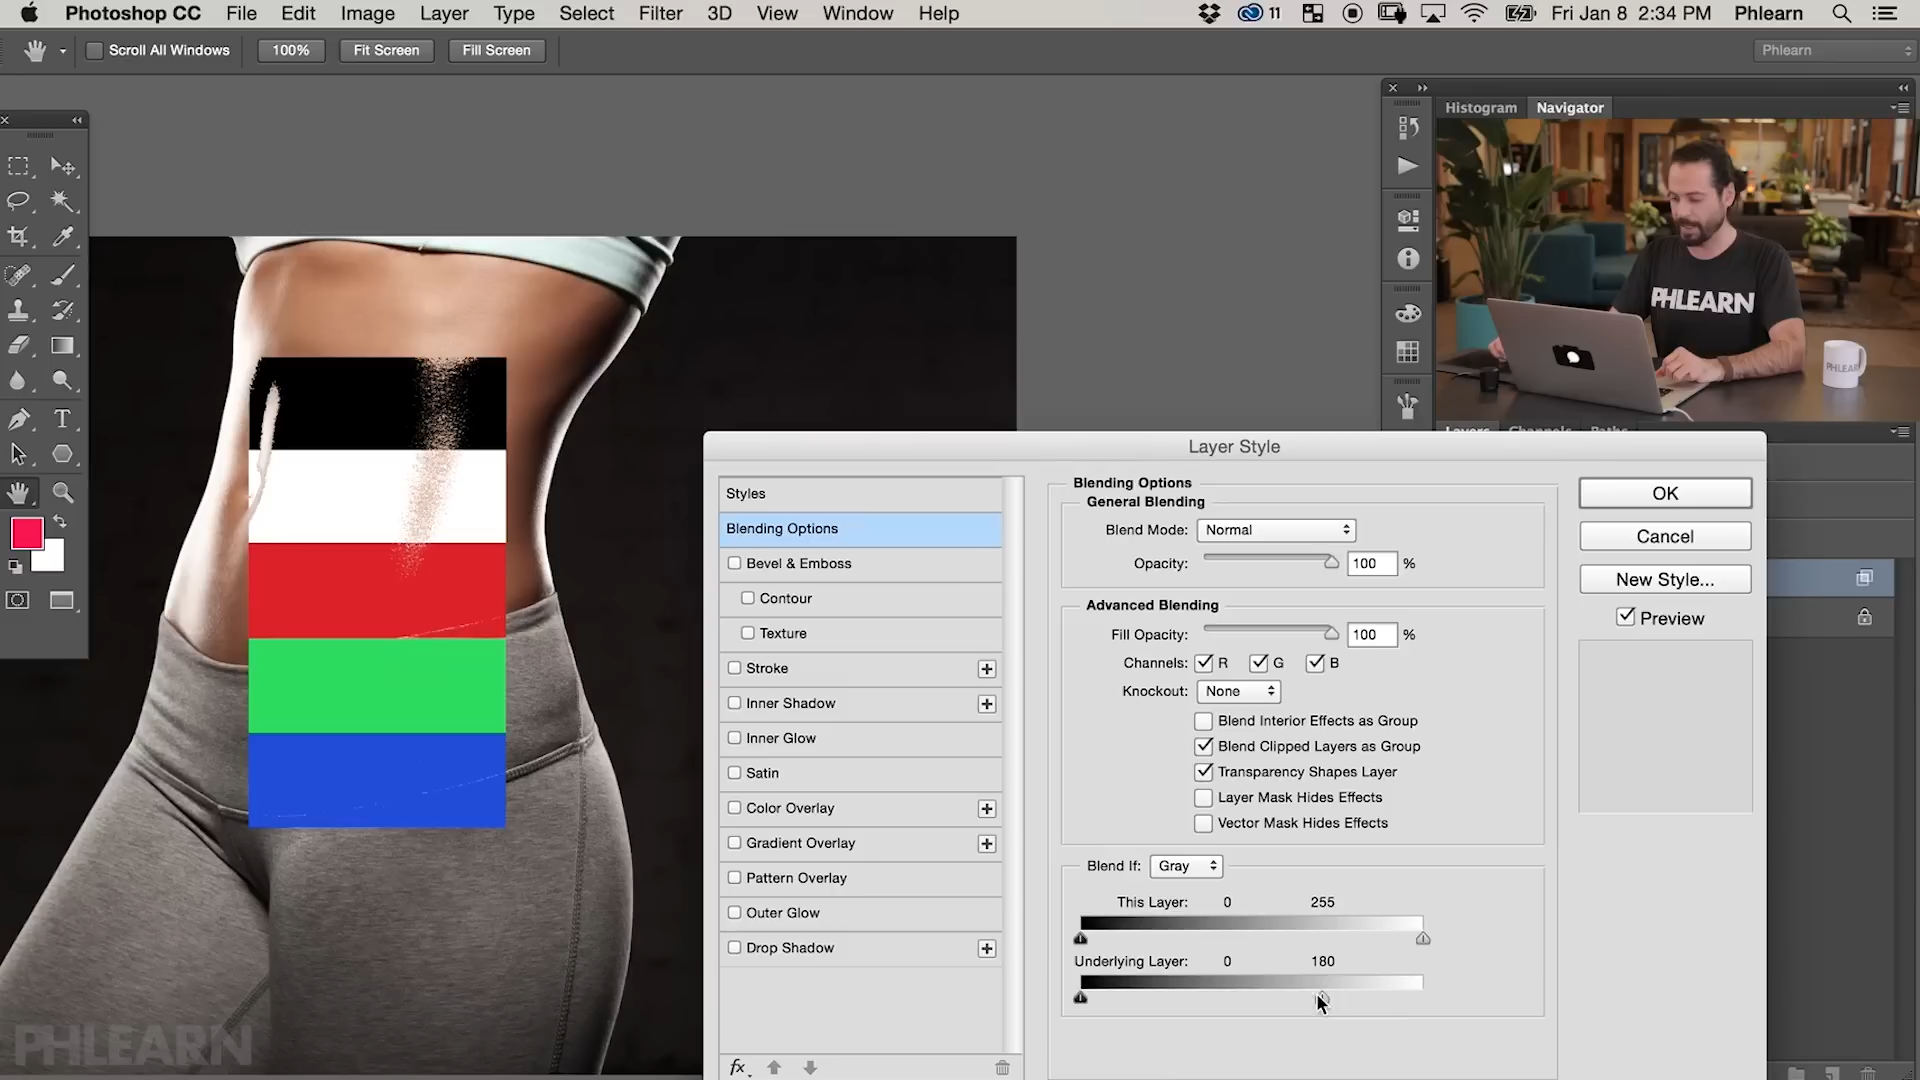 Photoshop CC File Edit Image Layer Type Select Filter 3D View Window Help 11 Fri Jan 8 2:34 PM Phlearn
Scroll All Windows 100% Fit Screen Fill Screen Phlearn
Histogram Navigator
PHLEARN
PHLEARN
Layers Channels Paths
Layer Style
Styles
Blending Options
Bevel & Emboss
Contour
Texture
Stroke
Inner Shadow
Inner Glow
Satin
Color Overlay
Gradient Overlay
Pattern Overlay
Outer Glow
Drop Shadow
fx
Blending Options
General Blending
Blend Mode: Normal
Opacity: 100 %
Advanced Blending
Fill Opacity: 100 %
Channels: R G B
Knockout: None
Blend Interior Effects as Group
Blend Clipped Layers as Group
Transparency Shapes Layer
Layer Mask Hides Effects
Vector Mask Hides Effects
Blend If: Gray
This Layer: 0 255
Underlying Layer: 0 180
OK
Cancel
New Style...
Preview
PHLEARN